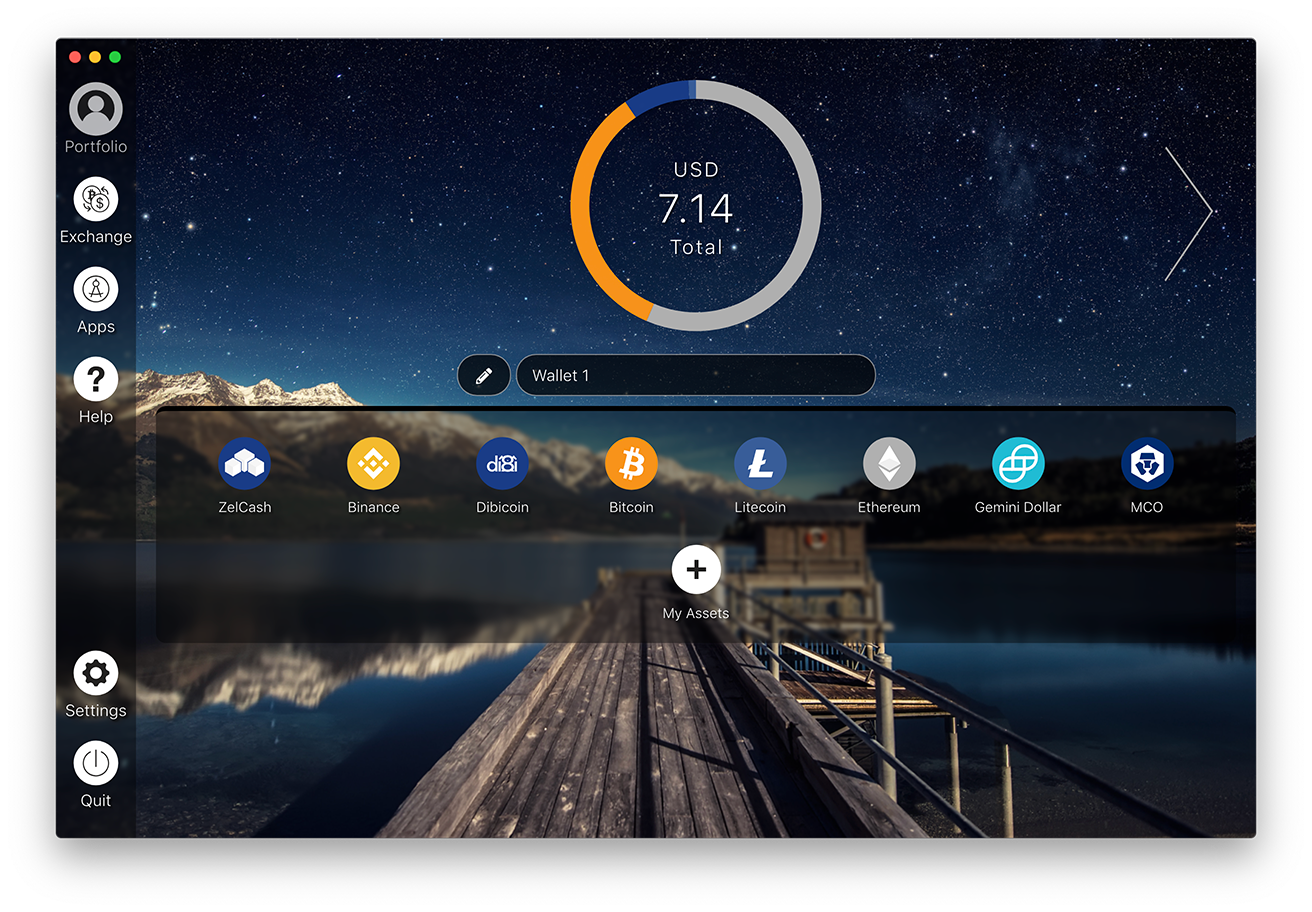 Portfolio
Exchange
Apps
Help
Settings
Quit
USD
7.14
Total
Wallet 1
ZelCash
Binance
Dibicoin
Bitcoin
Litecoin
Ethereum
Gemini Dollar
MCO
My Assets